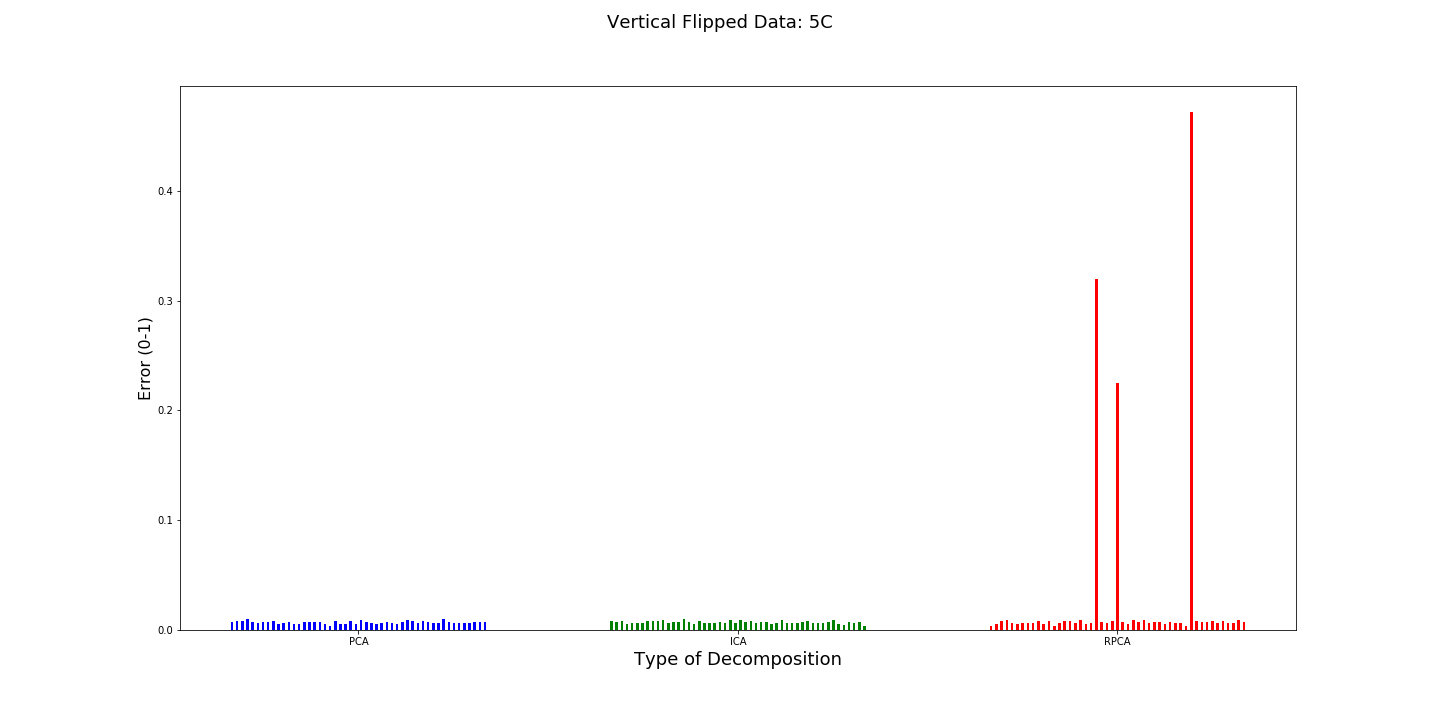 Vertical Flipped Data: 5C
0.4
0.3
0.2
0.1
0.0
Error (0-1)
PCA ICA RPCA
Type of Decomposition